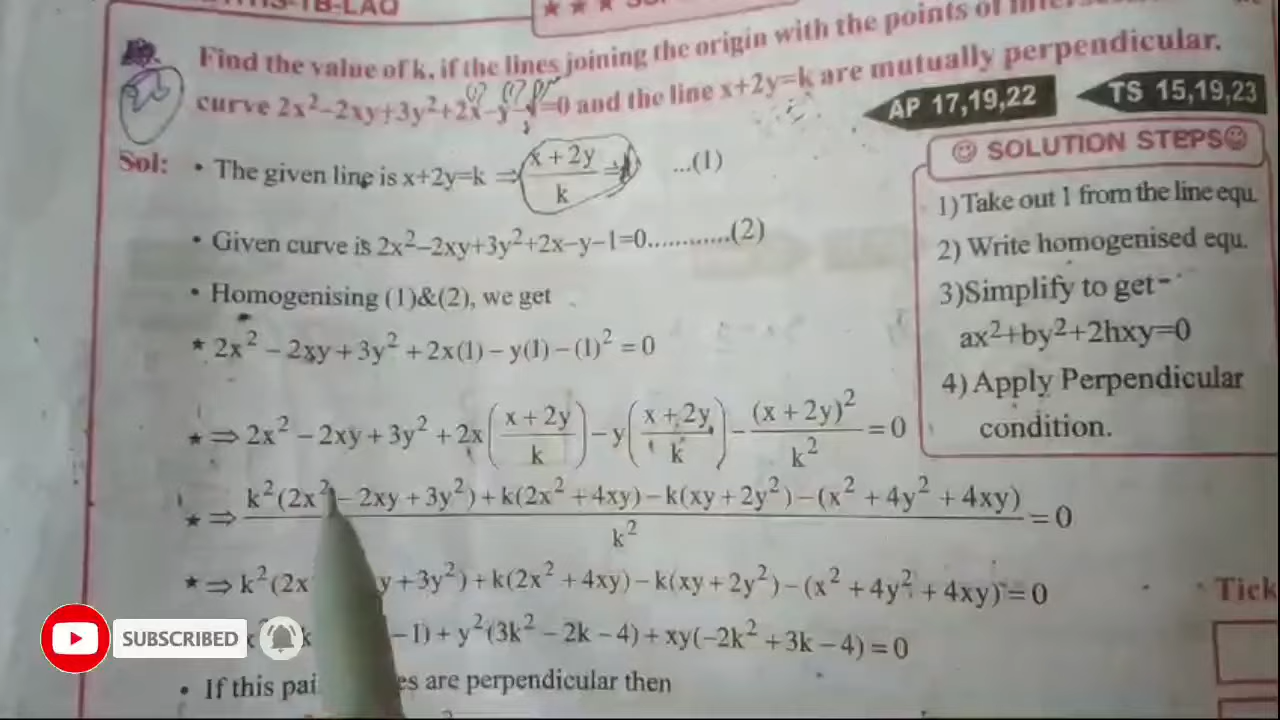 Find the value of k, if the lines joining the origin with the points of
curve 2x²–2xy+3y²+2x–y–1=0 and the line x+2y=k are mutually perpendicular.
AP 17,19,22
TS 15,19,23
Sol: • The given line is x+2y=k ⇒ (x + 2y)/k =1 ...(1)
• Given curve is 2x²–2xy+3y²+2x–y–1=0............(2)
• Homogenising (1)&(2), we get
★ 2x² – 2xy + 3y² + 2x(1) – y(1) – (1)² = 0
★ ⇒ 2x² – 2xy + 3y² + 2x((x + 2y)/k) – y((x + 2y)/k) – (x + 2y)²/k² = 0
★ ⇒ (k²(2x² – 2xy + 3y²) + k(2x² + 4xy) – k(xy + 2y²) – (x² + 4y² + 4xy))/k² = 0
★ ⇒ k²(2x y + 3y²) + k(2x² + 4xy) – k(xy + 2y²) – (x² + 4y² + 4xy) = 0
– 1) + y²(3k² – 2k – 4) + xy(–2k² + 3k – 4) = 0
• If this are perpendicular then
☺ SOLUTION STEPS☺
1) Take out 1 from the line equ.
2) Write homogenised equ.
3)Simplify to get
ax²+by²+2hxy=0
4) Apply Perpendicular
condition.
Tick
SUBSCRIBED